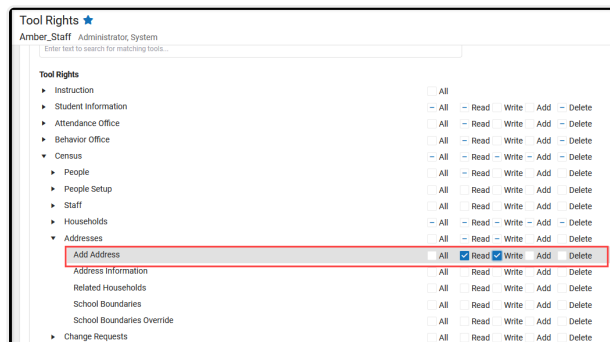 Tool Rights
Amber_Staff Administrator, System
Enter text to search for matching tools...
Tool Rights
Instruction All
Student Information All Read Write Add Delete
Attendance Office All Read Write Add Delete
Behavior Office All Read Write Add Delete
Census All Read Write Add Delete
People All Read Write Add Delete
People Setup All Read Write Add Delete
Staff All Read Write Add Delete
Households All Read Write Add Delete
Addresses All Read Write Add Delete
Add Address All Read Write Add Delete
Address Information All Read Write Add Delete
Related Households All Read Write Add Delete
School Boundaries All Read Write Add Delete
School Boundaries Override All Read Write Add Delete
Change Requests All Read Write Add Delete